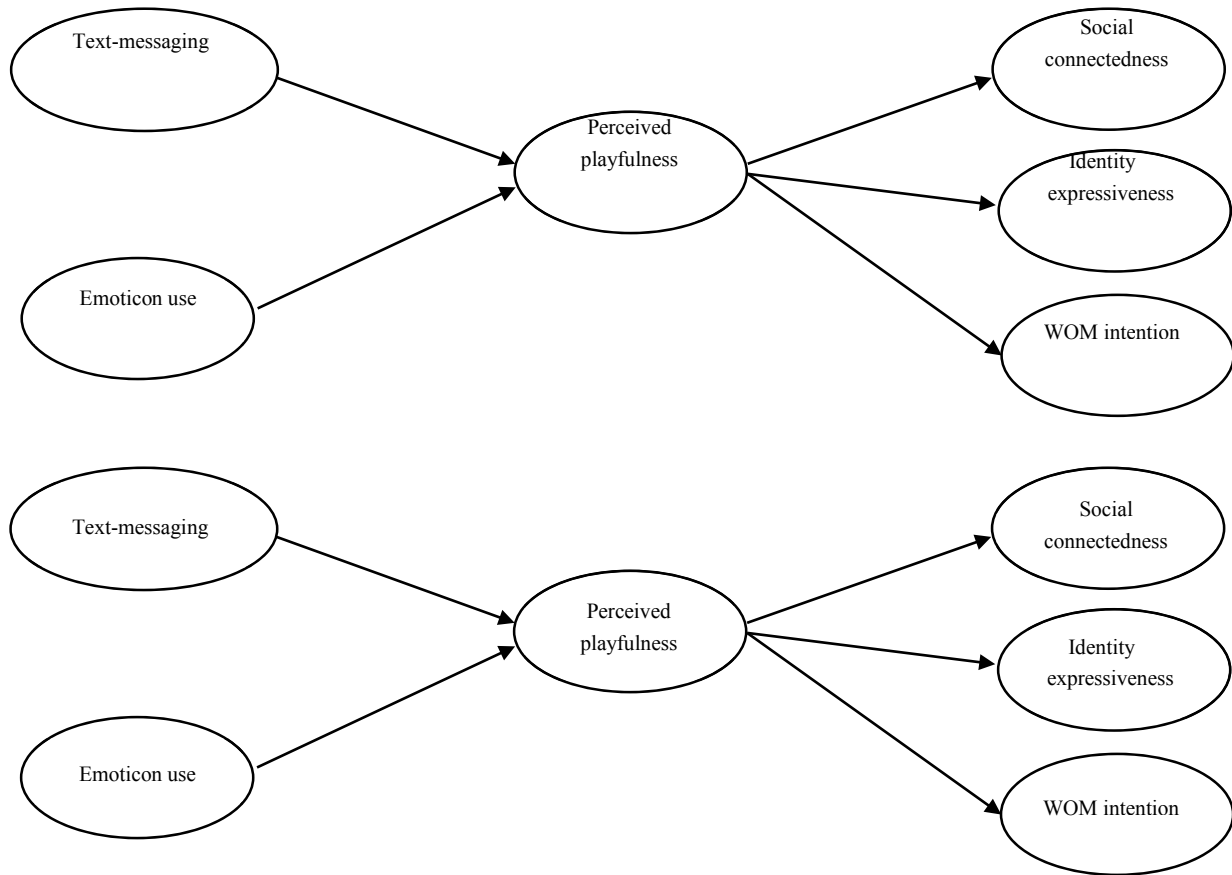 Text-messaging
Social
connectedness
Perceived
playfulness
Identity
expressiveness
Emoticon use
WOM intention
Text-messaging
Social
connectedness
Perceived
playfulness
Identity
expressiveness
Emoticon use
WOM intention